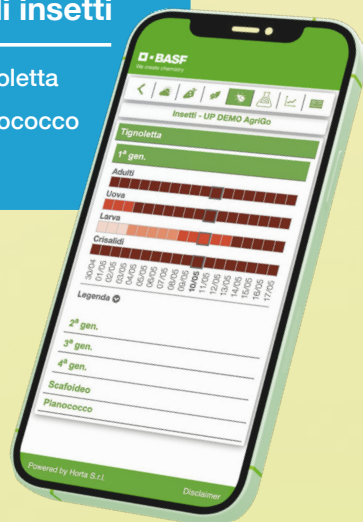 li insetti
oletta
ococco
BASF
We create chemistry
Insetti - UP DEMO AgriGo
Tignoletta
1ª gen.
Adulti
Uova
Larva
Crisalidi
30/04
01/05
02/05
03/05
04/05
05/05
06/05
07/05
08/05
09/05
10/05
11/05
12/05
13/05
14/05
15/05
16/05
17/05
Legenda
2ª gen.
3ª gen.
4ª gen.
Scafoideo
Planococco
Powered by Horta S.r.l.
Disclaimer